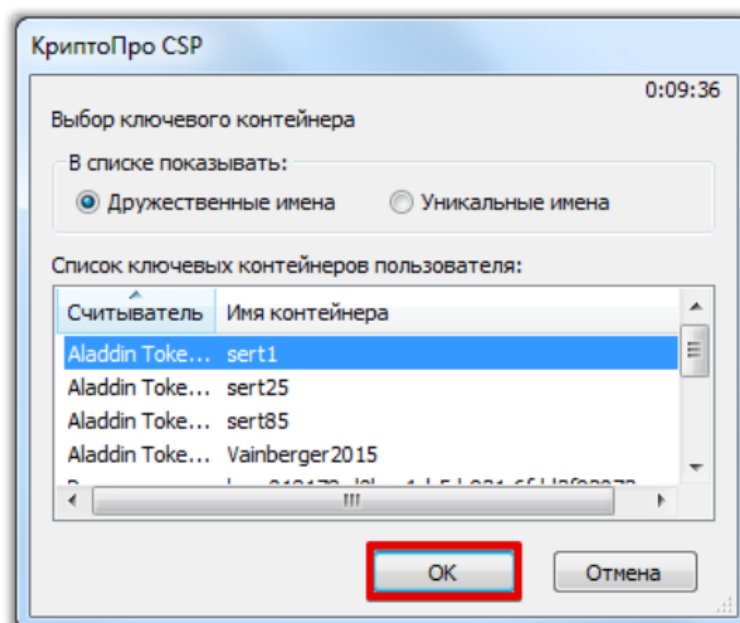 КриптоПро CSP
0:09:36
Выбор ключевого контейнера
В списке показывать:
Дружественные имена Уникальные имена
Список ключевых контейнеров пользователя:
Считыватель Имя контейнера
Aladdin Toke... sert1
Aladdin Toke... sert25
Aladdin Toke... sert85
Aladdin Toke... Vainberger2015
ОК Отмена